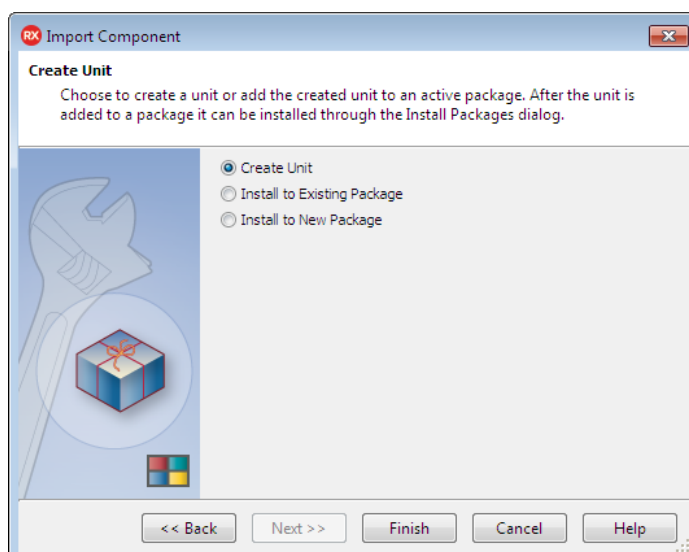 RX Import Component
Create Unit
Choose to create a unit or add the created unit to an active package. After the unit is
added to a package it can be installed through the Install Packages dialog.
Create Unit
Install to Existing Package
Install to New Package
<< Back Next >> Finish Cancel Help